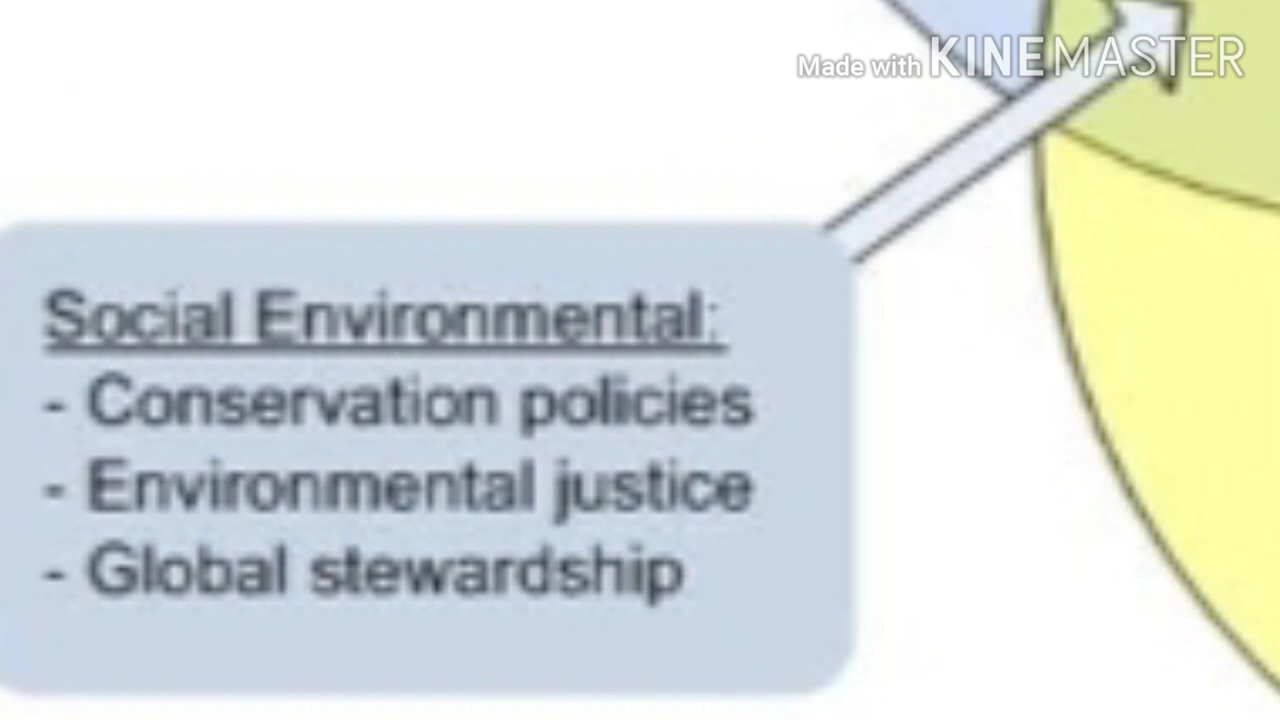 Made with KINEMASTER
Social Environmental:
- Conservation policies
- Environmental justice
- Global stewardship